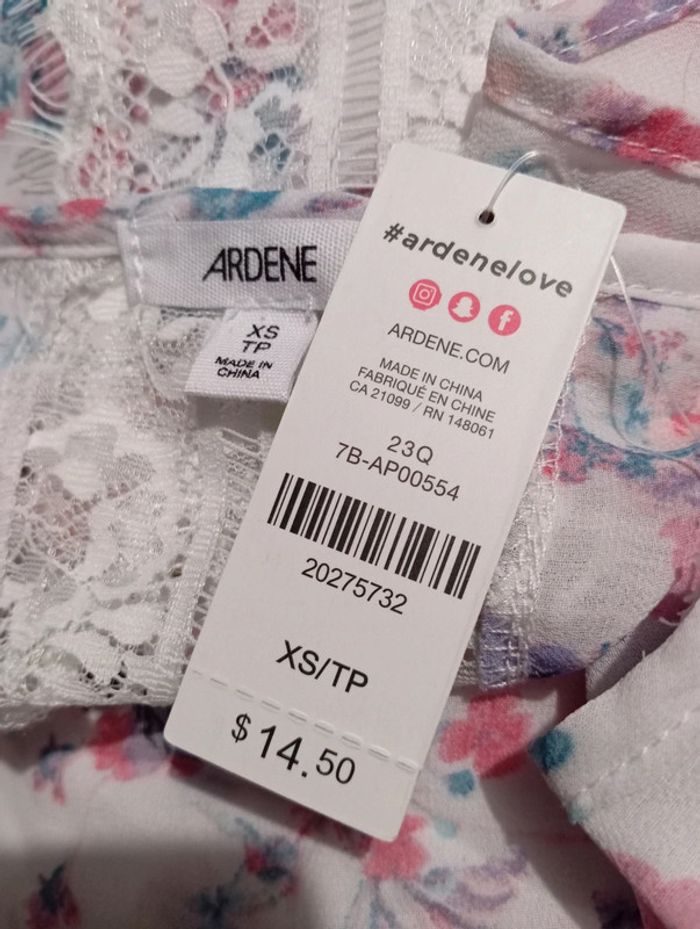 ARDENE
XS
TP
MADE IN
CHINA
#ardenelove
ARDENE.COM
MADE IN CHINA
FABRIQUÉ EN CHINE
CA 21099 / RN 148061
23Q
7B-AP00554
20275732
XS/TP
$14.50